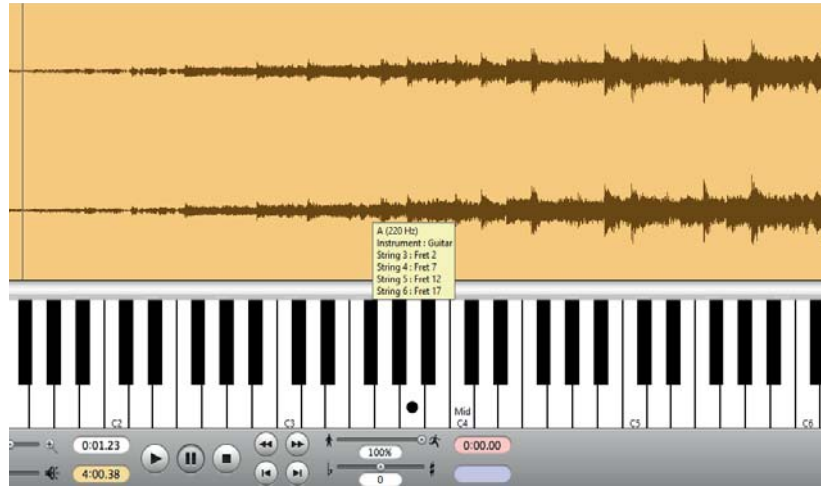 A (220 Hz)
Instrument : Guitar
String 3 : Fret 2
String 4 : Fret 7
String 5 : Fret 12
String 6 : Fret 17
Mid
C2 C3 C4 C5 C6
0:01.23 100% 0:00.00
4:00.38 ♭ 0 ♯